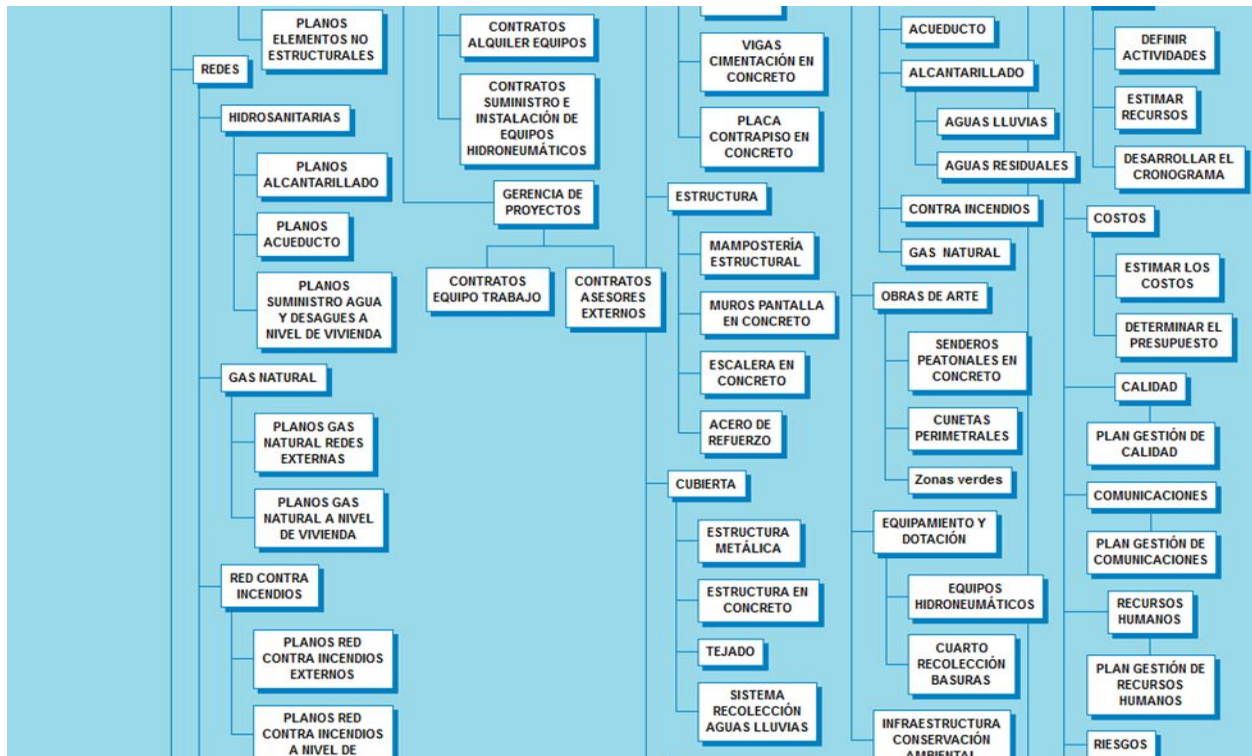 PLANOS
ELEMENTOS NO
ESTRUCTURALES
REDES
HIDROSANITARIAS
PLANOS
ALCANTARILLADO
PLANOS
ACUEDUCTO
PLANOS
SUMINISTRO AGUA
Y DESAGUES A
NIVEL DE VIVIENDA
GAS NATURAL
PLANOS GAS
NATURAL REDES
EXTERNAS
PLANOS GAS
NATURAL A NIVEL
DE VIVIENDA
RED CONTRA
INCENDIOS
PLANOS RED
CONTRA INCENDIOS
EXTERNOS
PLANOS RED
CONTRA INCENDIOS
A NIVEL DE
CONTRATOS
ALQUILER EQUIPOS
CONTRATOS
SUMINISTRO E
INSTALACIÓN DE
EQUIPOS
HIDRONEUMÁTICOS
GERENCIA DE
PROYECTOS
CONTRATOS
EQUIPO TRABAJO
CONTRATOS
ASESORES
EXTERNOS
VIGAS
CIMENTACIÓN EN
CONCRETO
PLACA
CONTRAPISO EN
CONCRETO
ESTRUCTURA
MAMPOSTERÍA
ESTRUCTURAL
MUROS PANTALLA
EN CONCRETO
ESCALERA EN
CONCRETO
ACERO DE
REFUERZO
CUBIERTA
ESTRUCTURA
METÁLICA
ESTRUCTURA EN
CONCRETO
TEJADO
SISTEMA
RECOLECCIÓN
AGUAS LLUVIAS
ACUEDUCTO
ALCANTARILLADO
AGUAS LLUVIAS
AGUAS RESIDUALES
CONTRA INCENDIOS
GAS NATURAL
OBRAS DE ARTE
SENDEROS
PEATONALES EN
CONCRETO
CUNETAS
PERIMETRALES
Zonas verdes
EQUIPAMIENTO Y
DOTACIÓN
EQUIPOS
HIDRONEUMÁTICOS
CUARTO
RECOLECCIÓN
BASURAS
INFRAESTRUCTURA
CONSERVACIÓN
AMBIENTAL
DEFINIR
ACTIVIDADES
ESTIMAR
RECURSOS
DESARROLLAR EL
CRONOGRAMA
COSTOS
ESTIMAR LOS
COSTOS
DETERMINAR EL
PRESUPUESTO
CALIDAD
PLAN GESTIÓN DE
CALIDAD
COMUNICACIONES
PLAN GESTIÓN DE
COMUNICACIONES
RECURSOS
HUMANOS
PLAN GESTIÓN DE
RECURSOS
HUMANOS
RIESGOS